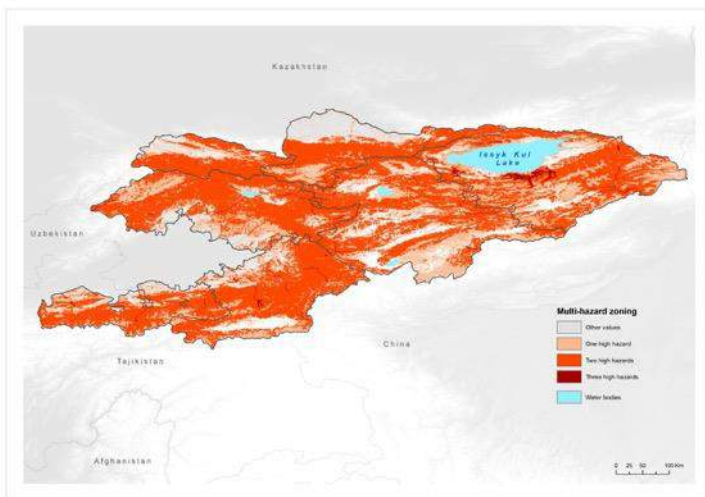 Kazakhstan
Issyk Kul
Lake
Uzbekistan
Multi-hazard zoning
Other values
One high hazard
Two high hazards
Three high hazards
Water bodies
China
Tajikistan
Afghanistan
0 25 50 100 Km